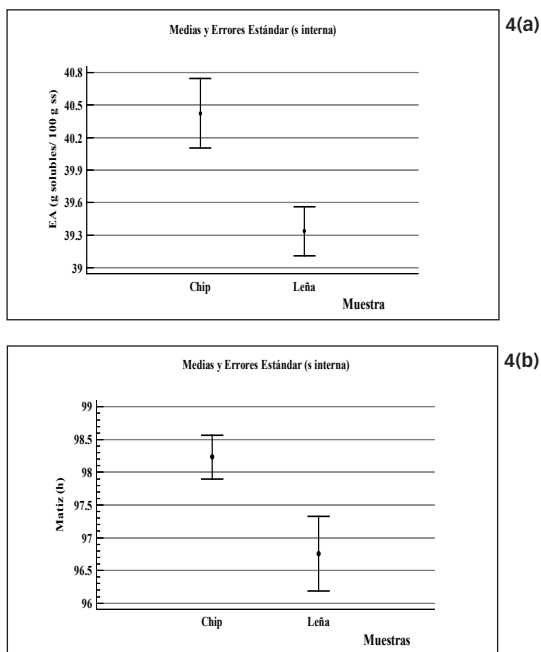 4(a)
Medias y Errores Estándar (s interna)
EA (g solubles/ 100 g ss)
40.8
40.5
40.2
39.9
39.6
39.3
39
Chip Leña
Muestra
4(b)
Medias y Errores Estándar (s interna)
Matiz (h)
99
98.5
98
97.5
97
96.5
96
Chip Leña
Muestras